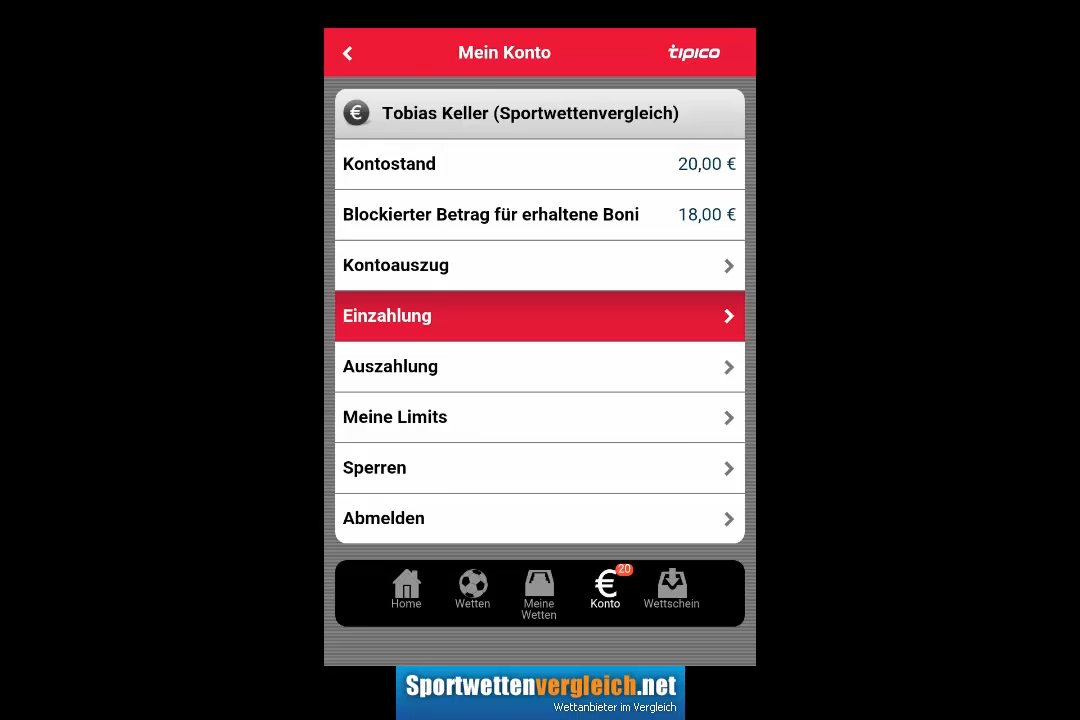 Mein Konto
tipico
€ Tobias Keller (Sportwettenvergleich)
Kontostand 20,00 €
Blockierter Betrag für erhaltene Boni 18,00 €
Kontoauszug
Einzahlung
Auszahlung
Meine Limits
Sperren
Abmelden
€ 20
Home Wetten Meine Wetten Konto Wettschein
Sportwettenvergleich.net
Wettanbieter im Vergleich